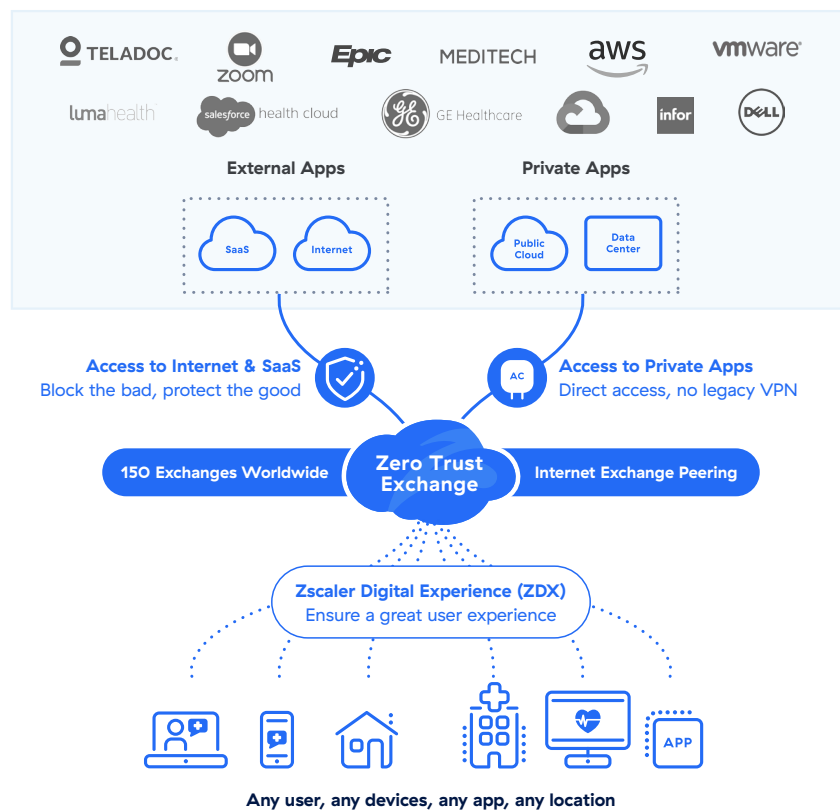 TELADOC.
zoom
Epic
MEDITECH
aws
vmware®
lumahealth
salesforce health cloud
GE GE Healthcare
infor
DELL
External Apps
Private Apps
SaaS
Internet
Public
Cloud
Data
Center
Access to Internet & SaaS
Block the bad, protect the good
AC
Access to Private Apps
Direct access, no legacy VPN
150 Exchanges Worldwide
Zero Trust
Exchange
Internet Exchange Peering
Zscaler Digital Experience (ZDX)
Ensure a great user experience
APP
Any user, any devices, any app, any location